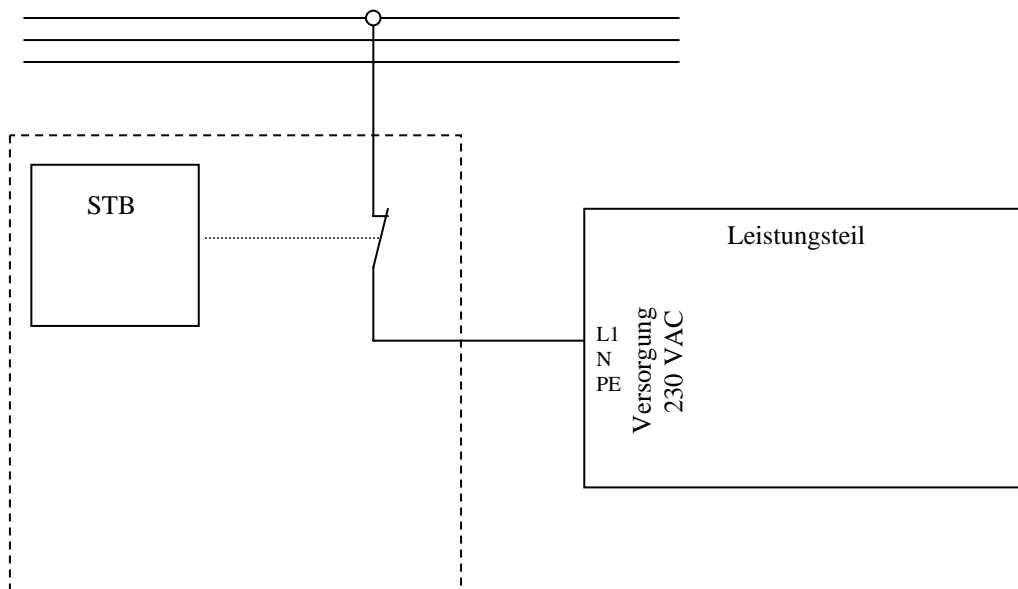 STB
Leistungsteil
L1
N
PE
Versorgung
230 VAC